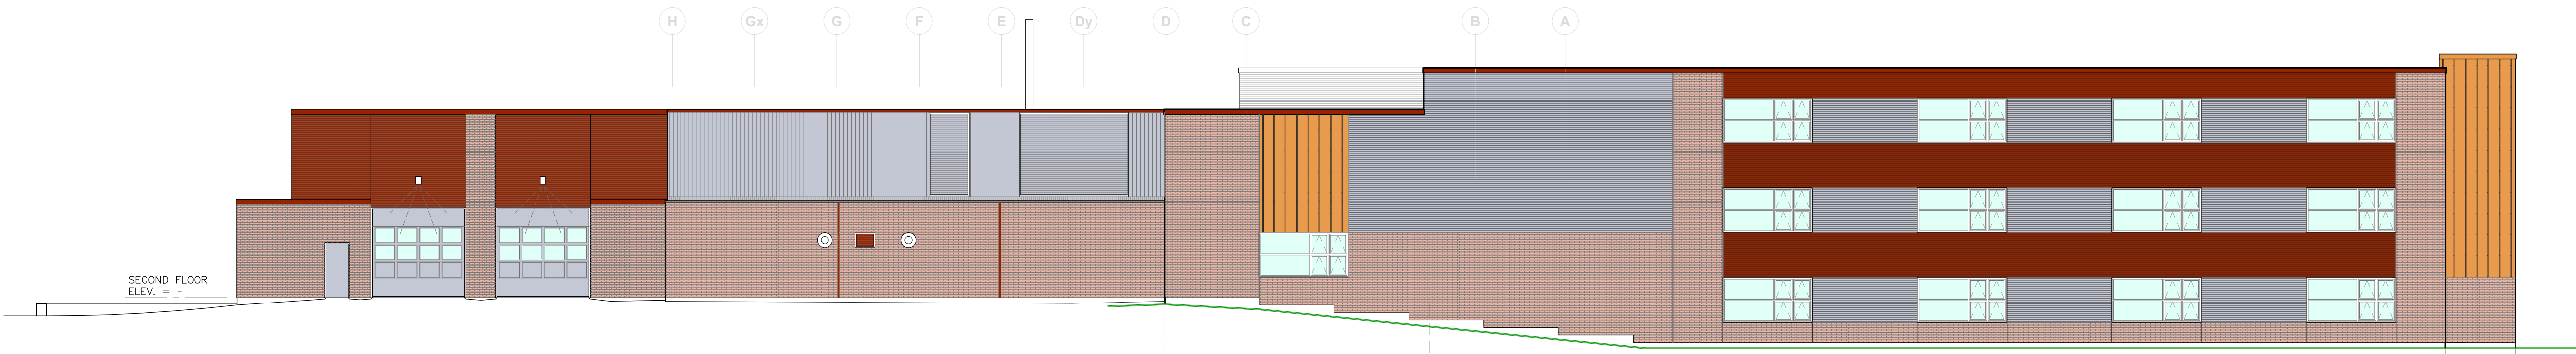 H Gx G F E Dy D C B A
SECOND FLOOR
ELEV. = -